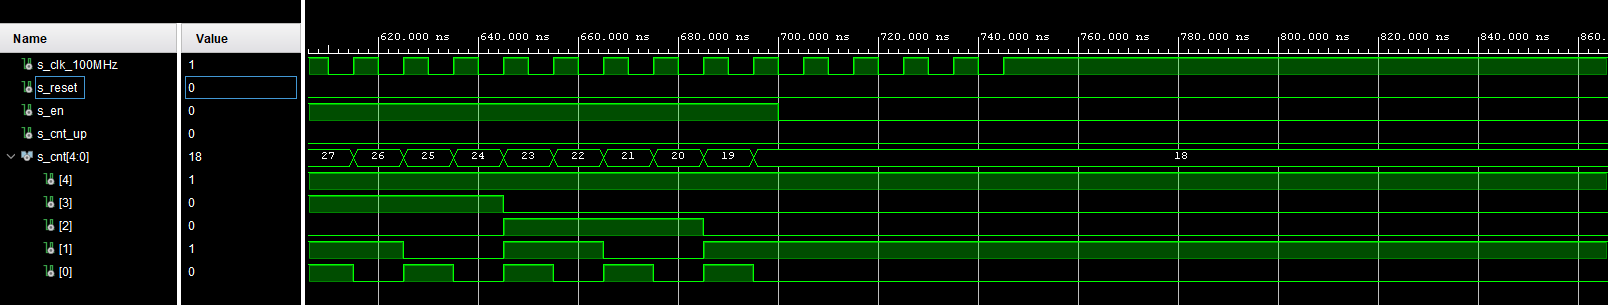 Name Value
620.000 ns 640.000 ns 660.000 ns 680.000 ns 700.000 ns 720.000 ns 740.000 ns 760.000 ns 780.000 ns 800.000 ns 820.000 ns 840.000 ns 860.
s_clk_100MHz 1
s_reset 0
s_en 0
s_cnt_up 0
s_cnt[4:0] 18 27 26 25 24 23 22 21 20 19 18
[4] 1
[3] 0
[2] 0
[1] 1
[0] 0